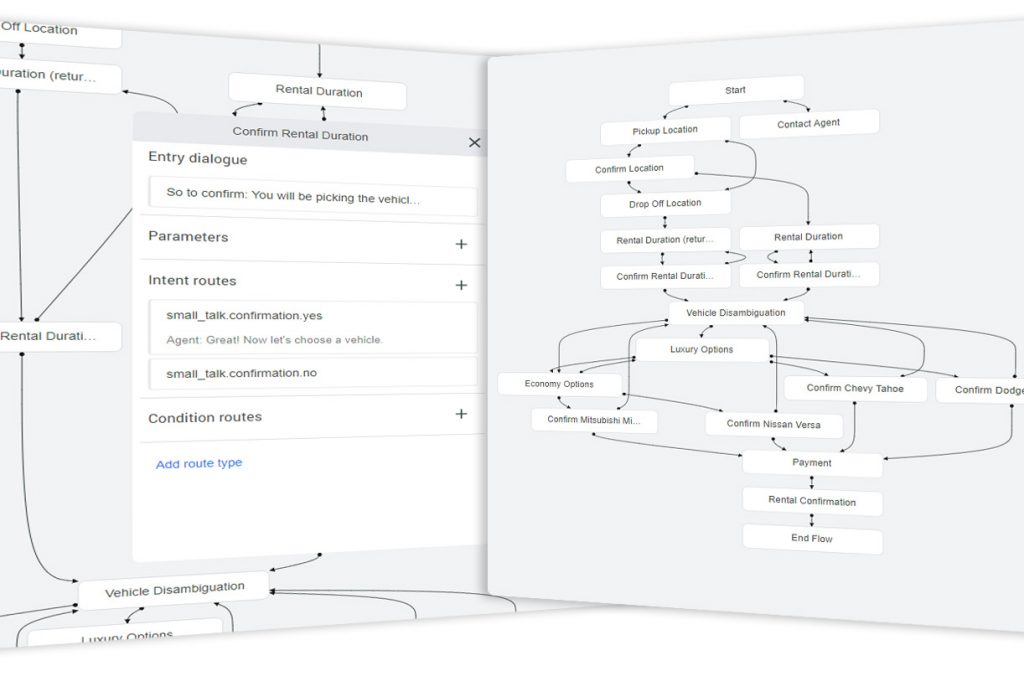 Off Location
uration (retur...
Rental Duration
Confirm Rental Duration
Entry dialogue
So to confirm: You will be picking the vehicl...
Parameters
Intent routes
small_talk.confirmation.yes
Agent: Great! Now let's choose a vehicle.
small_talk.confirmation.no
Condition routes
Add route type
Rental Durati...
Vehicle Disambiguation
Luxury Options
Start
Pickup Location
Contact Agent
Confirm Location
Drop Off Location
Rental Duration (retur...
Rental Duration
Confirm Rental Durati...
Confirm Rental Durati...
Vehicle Disambiguation
Luxury Options
Economy Options
Confirm Chevy Tahoe
Confirm Dodge
Confirm Mitsubishi Mi...
Confirm Nissan Versa
Payment
Rental Confirmation
End Flow